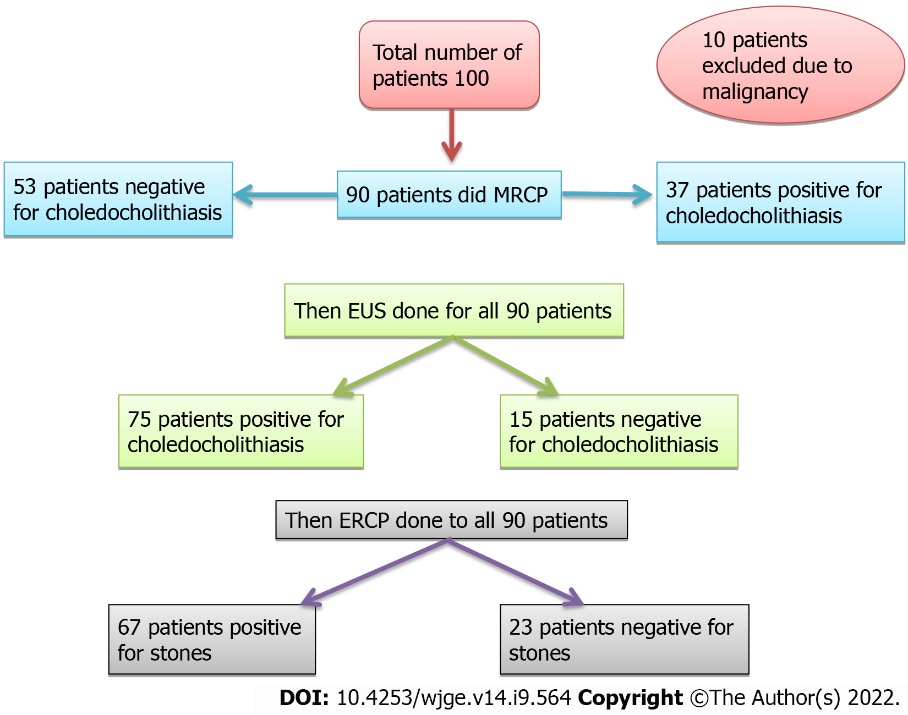 Total number of
patients 100
10 patients
excluded due to
malignancy
53 patients negative
for choledocholithiasis
90 patients did MRCP
37 patients positive for
choledocholithiasis
Then EUS done for all 90 patients
75 patients positive for
choledocholithiasis
15 patients negative
for choledocholithiasis
Then ERCP done to all 90 patients
67 patients positive
for stones
23 patients negative for
stones
DOI: 10.4253/wjge.v14.i9.564 Copyright ©The Author(s) 2022.